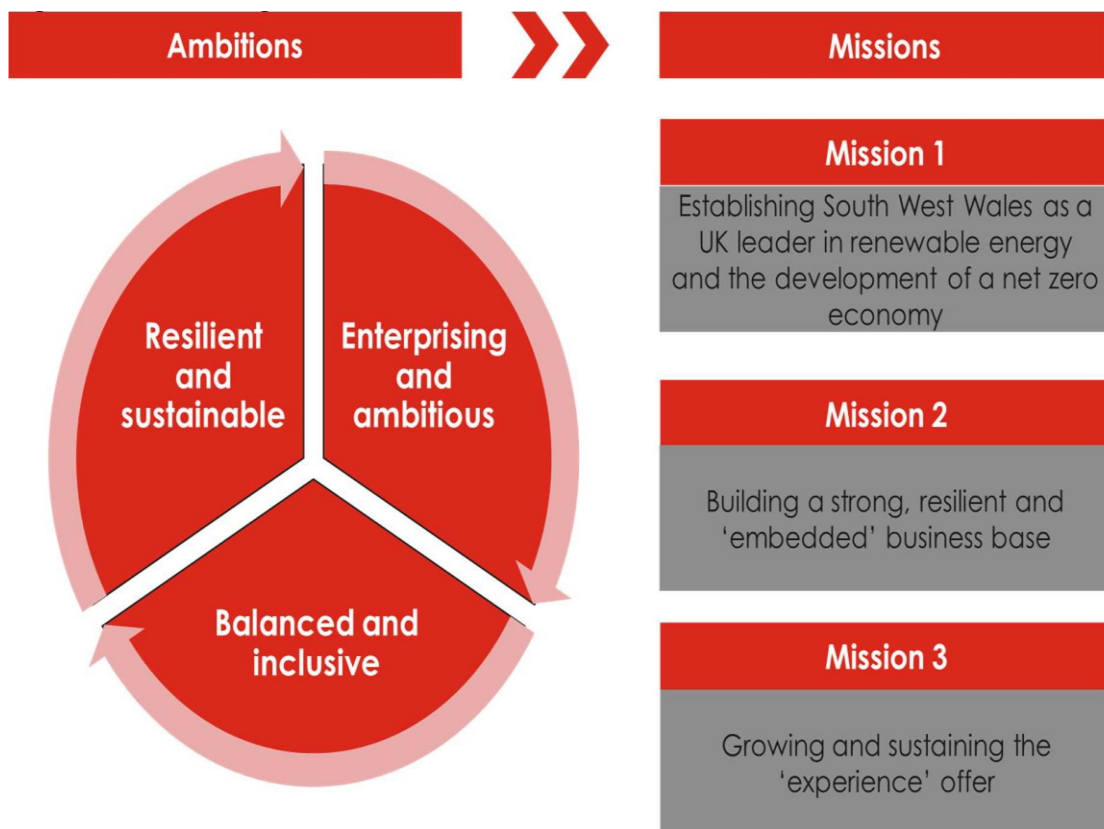 Ambitions
Missions
Resilient
and
sustainable
Enterprising
and
ambitious
Balanced and
inclusive
Mission 1
Establishing South West Wales as a
UK leader in renewable energy
and the development of a net zero
economy
Mission 2
Building a strong, resilient and
‘embedded’ business base
Mission 3
Growing and sustaining the
‘experience’ offer